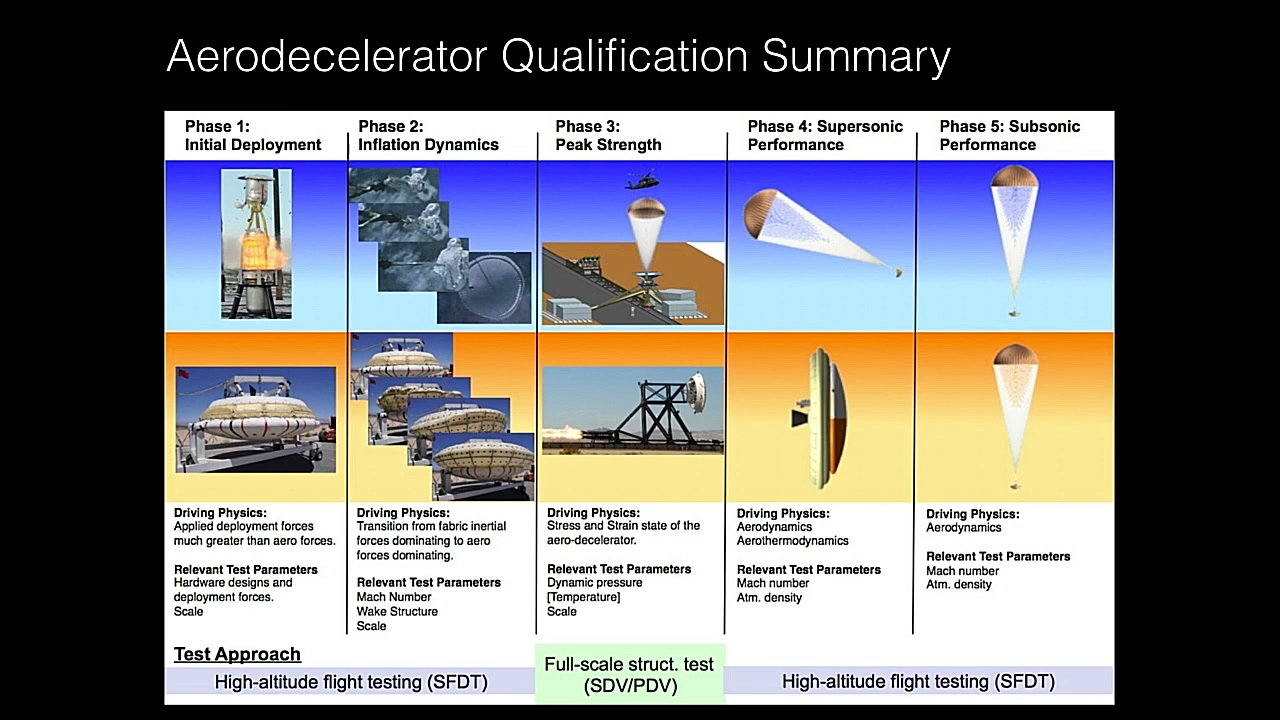 Aerodecelerator Qualification Summary
Phase 1:
Initial Deployment
Phase 2:
Inflation Dynamics
Phase 3:
Peak Strength
Phase 4: Supersonic
Performance
Phase 5: Subsonic
Performance
Driving Physics:
Applied deployment forces
much greater than aero forces.
Relevant Test Parameters
Hardware designs and
deployment forces.
Scale
Driving Physics:
Transition from fabric inertial
forces dominating to aero
forces dominating.
Relevant Test Parameters
Mach Number
Wake Structure
Scale
Driving Physics:
Stress and Strain state of the
aero-decelerator.
Relevant Test Parameters
Dynamic pressure
[Temperature]
Scale
Driving Physics:
Aerodynamics
Aerothermodynamics
Relevant Test Parameters
Mach number
Atm. density
Driving Physics:
Aerodynamics
Relevant Test Parameters
Mach number
Atm. density
Test Approach
High-altitude flight testing (SFDT)
Full-scale struct. test
(SDV/PDV)
High-altitude flight testing (SFDT)